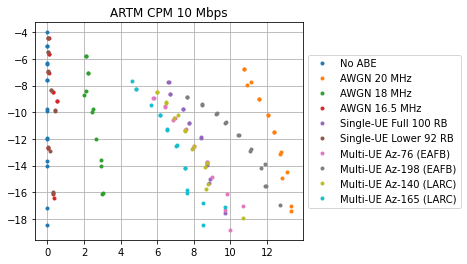 ARTM CPM 10 Mbps
−4
−6
−8
−10
−12
−14
−16
−18
0
2
4
6
8
10
12
No ABE
AWGN 20 MHz
AWGN 18 MHz
AWGN 16.5 MHz
Single-UE Full 100 RB
Single-UE Lower 92 RB
Multi-UE Az-76 (EAFB)
Multi-UE Az-198 (EAFB)
Multi-UE Az-140 (LARC)
Multi-UE Az-165 (LARC)